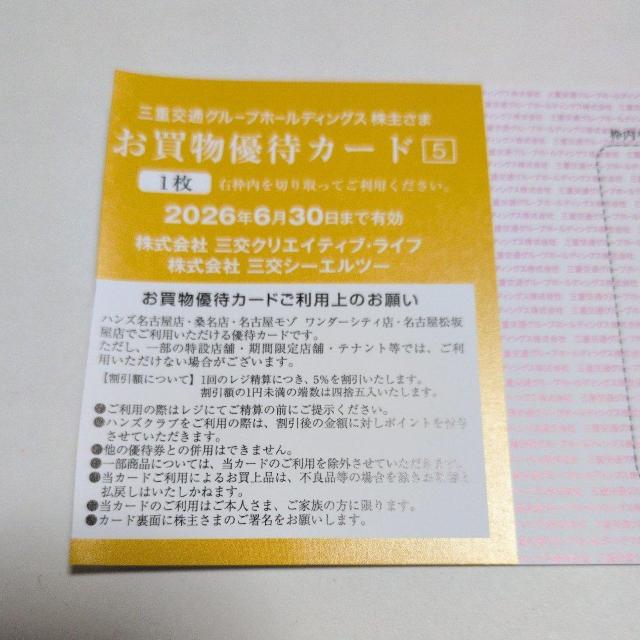 三重交通グループホールディングス 株主さま
お買物優待カード 5
1枚 右枠内を切り取ってご利用ください。
2026年6月30日まで有効
株式会社 三交クリエイティブ・ライフ
株式会社 三交シーエルツー
お買物優待カードご利用上のお願い
ハンズ名古屋店・桑名店・名古屋モゾ ワンダーシティ店・名古屋松坂
屋店でご利用いただける優待カードです。
ただし、一部の特設店舗・期間限定店舗・テナント等では、ご利
用いただけない場合がございます。
【割引額について】1回のレジ精算につき、5%を割引いたします。
割引額の1円未満の端数は四捨五入いたします。
ご利用の際はレジにてご精算の前にご提示ください。
ハンズクラブをご利用の際は、割引後の金額に対しポイントを付与
させていただきます。
他の優待券との併用はできません。
一部商品については、当カードのご利用を除外させていただきます。
当カードご利用によるお買上品は、不良品等の場合を除きお取替え
払戻しはいたしかねます。
当カードのご利用はご本人さま、ご家族の方に限ります。
カード裏面に株主さまのご署名をお願いします。
枠内